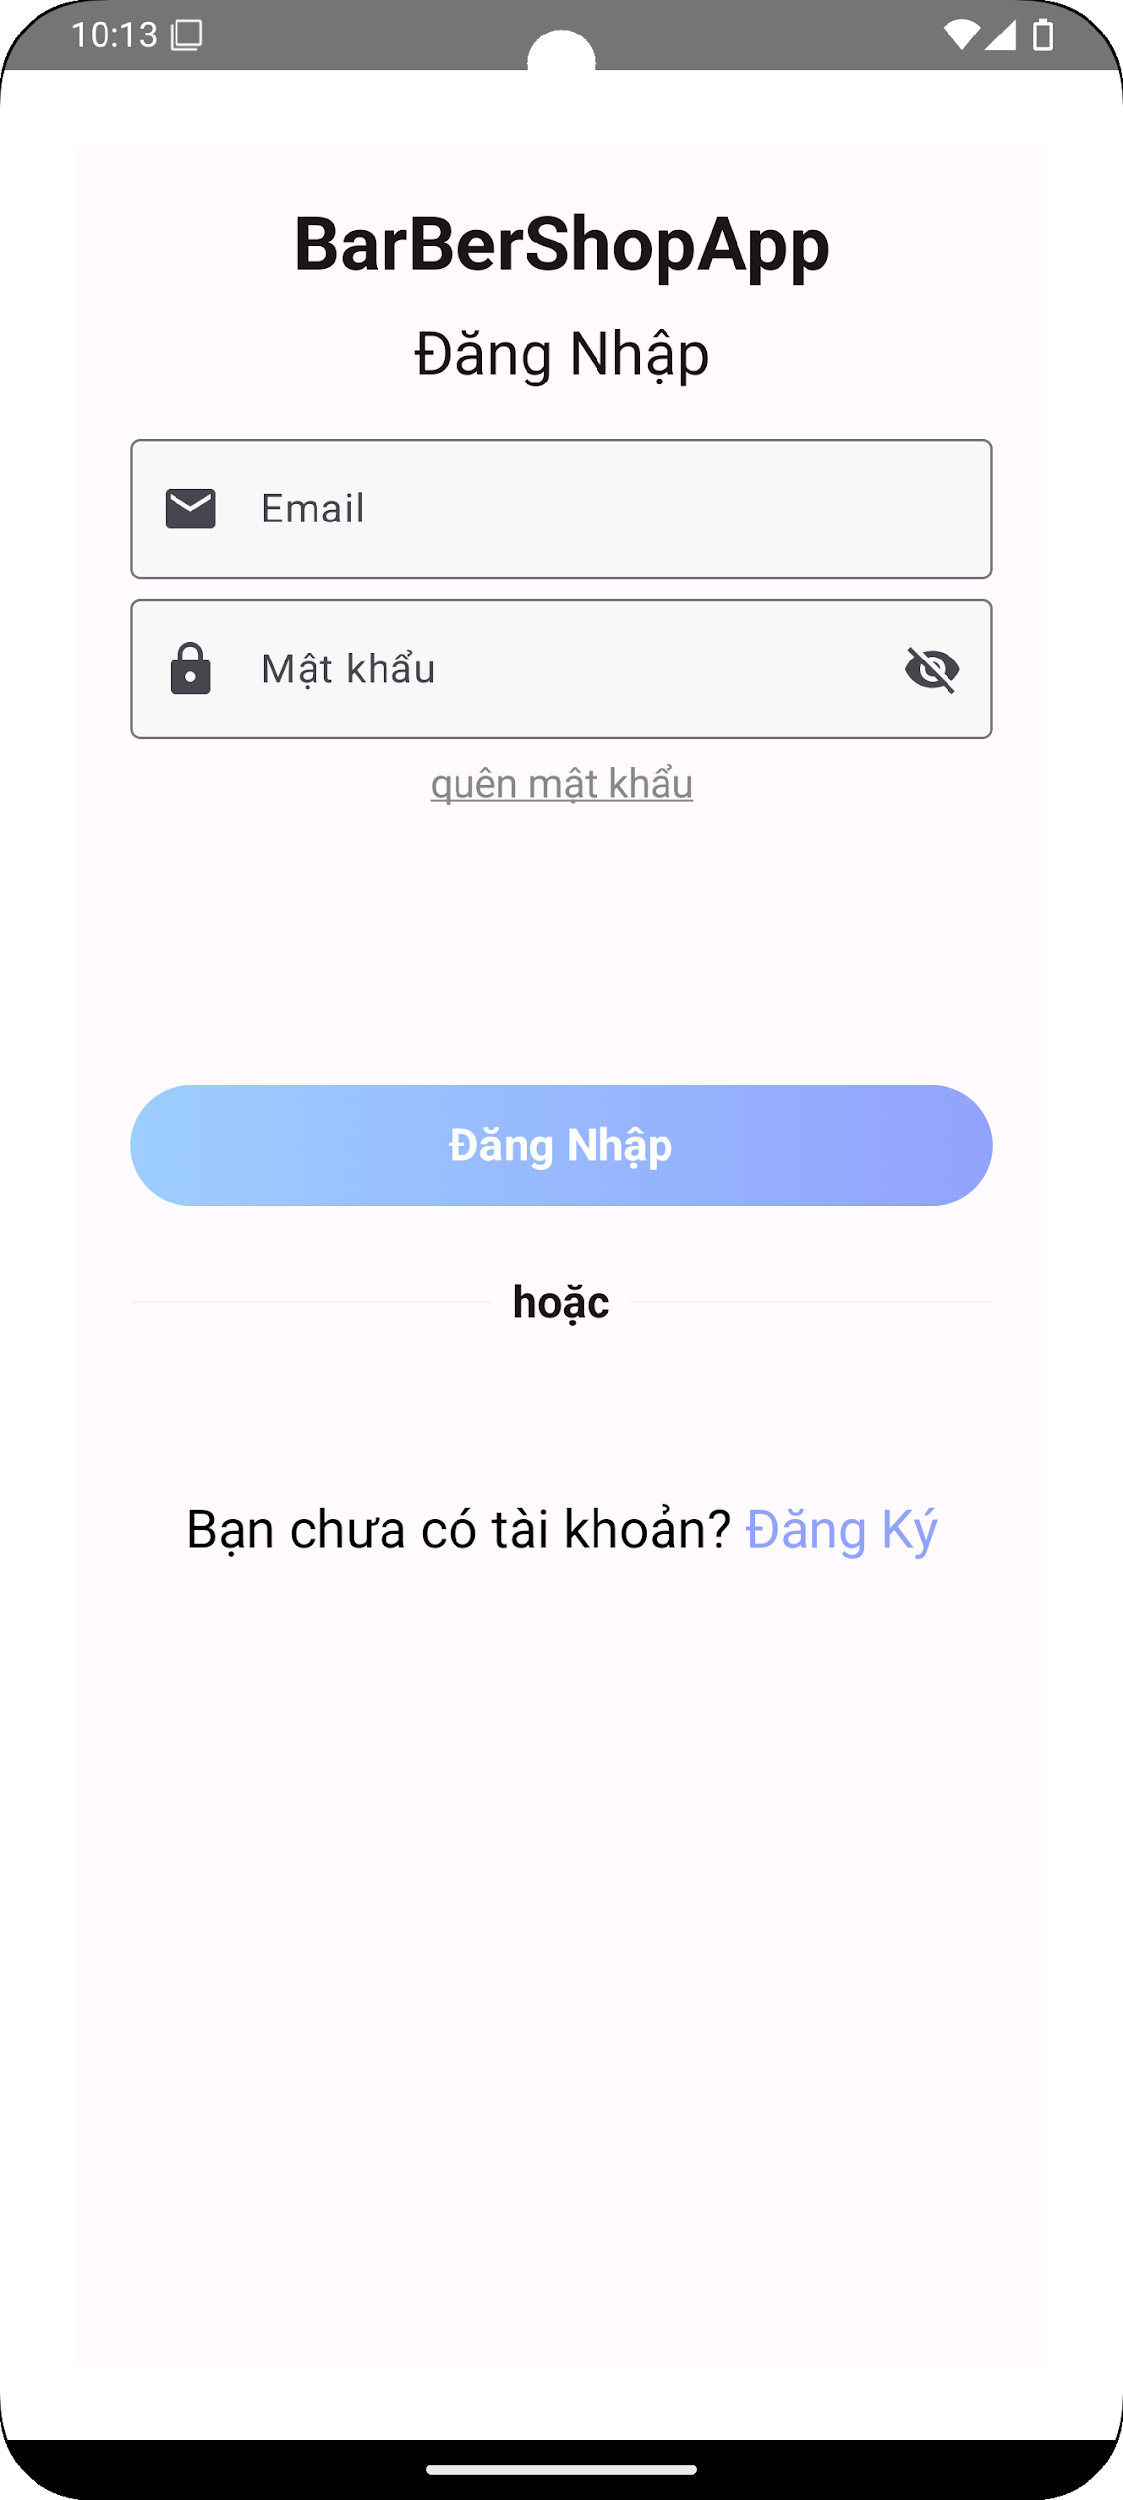 10:13
BarBerShopApp
Đăng Nhập
Email
Mật khẩu
quên mật khẩu
Đăng Nhập
hoặc
Bạn chưa có tài khoản? Đăng Ký